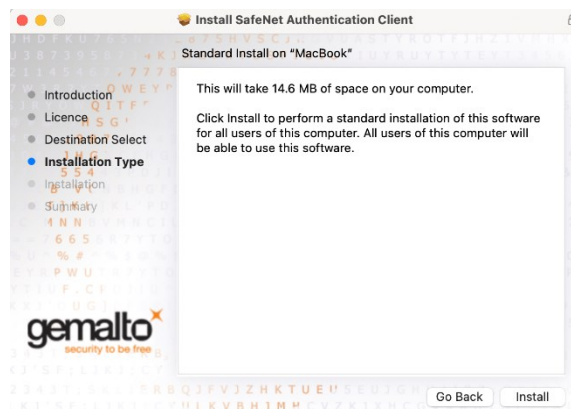 Install SafeNet Authentication Client
Standard Install on "MacBook"
This will take 14.6 MB of space on your computer.
Click Install to perform a standard installation of this software
for all users of this computer. All users of this computer will
be able to use this software.
Introduction
Licence
Destination Select
Installation Type
Installation
Summary
gemalto
security to be free
Go Back
Install